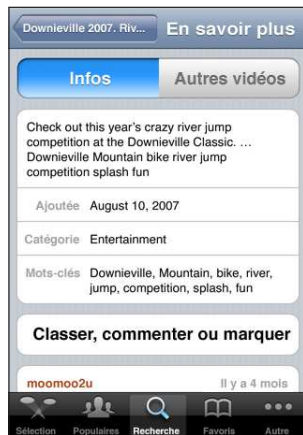 Downieville 2007. Riv...
En savoir plus
Infos
Autres vidéos
Check out this year's crazy river jump
competition at the Downieville Classic. ...
Downieville Mountain bike river jump
competition splash fun
Ajoutée August 10, 2007
Catégorie Entertainment
Mots-clés Downieville, Mountain, bike, river,
jump, competition, splash, fun
Classer, commenter ou marquer
moomoo2u Il y a 4 mois
Sélection Populaires Recherche Favoris Autre